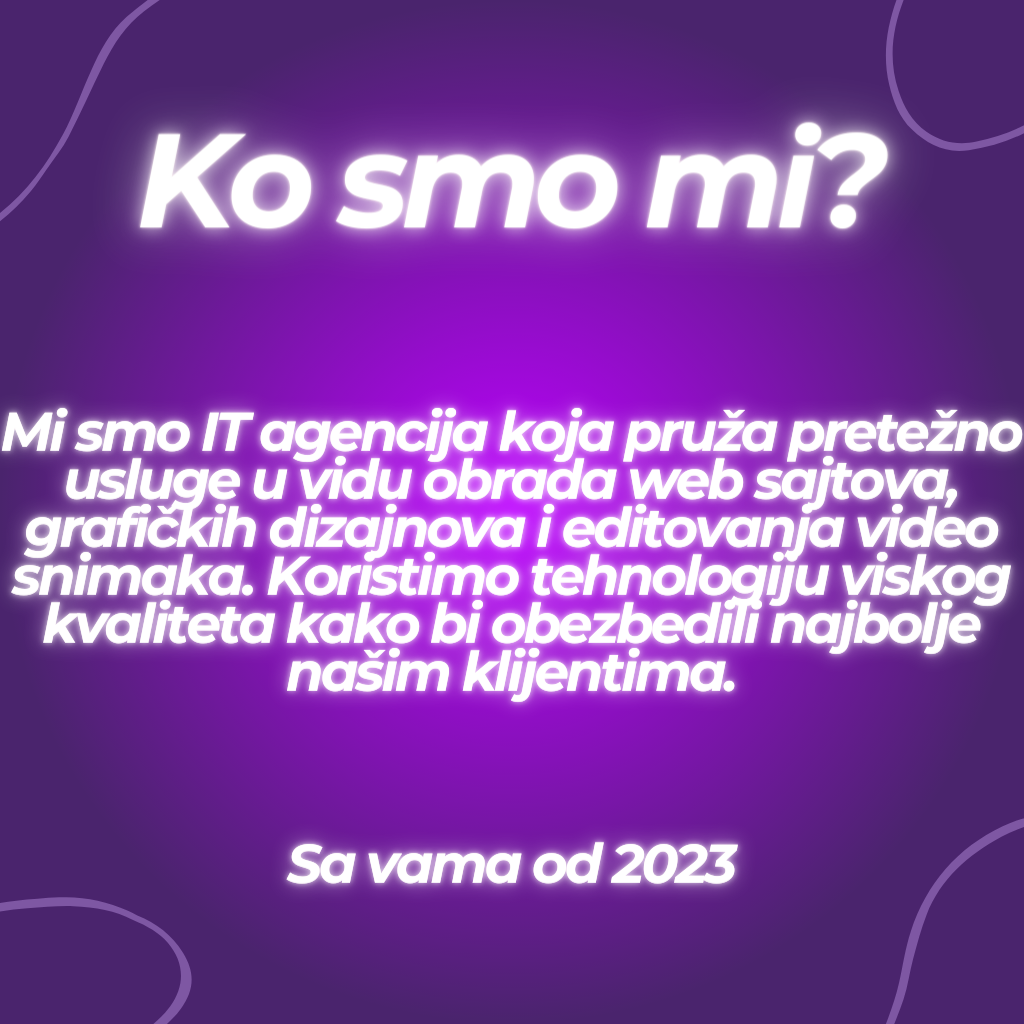 Ko smo mi?
Mi smo IT agencija koja pruža pretežno
usluge u vidu obrada web sajtova,
grafičkih dizajnova i editovanja video
snimaka. Koristimo tehnologiju viskog
kvaliteta kako bi obezbedili najbolje
našim klijentima.
Sa vama od 2023